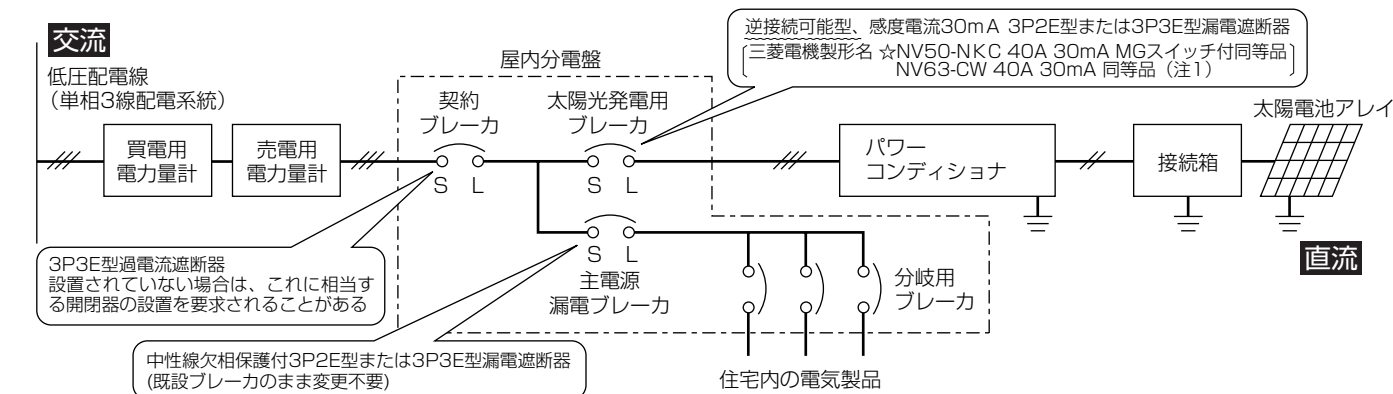 交流
低圧配電線
（単相3線配電系統）
買電用
電力量計
売電用
電力量計
屋内分電盤
契約
ブレーカ
S L
太陽光発電用
ブレーカ
S L
逆接続可能型、感度電流30mA 3P2E型または3P3E型漏電遮断器
三菱電機製形名 ☆NV50-NKC 40A 30mA MGスイッチ付同等品
NV63-CW 40A 30mA 同等品（注1）
パワー
コンディショナ
接続箱
太陽電池アレイ
直流
S L
主電源
漏電ブレーカ
分岐用
ブレーカ
3P3E型過電流遮断器
設置されていない場合は、これに相当す
る開閉器の設置を要求されることがある
中性線欠相保護付3P2E型または3P3E型漏電遮断器
(既設ブレーカのまま変更不要)
住宅内の電気製品